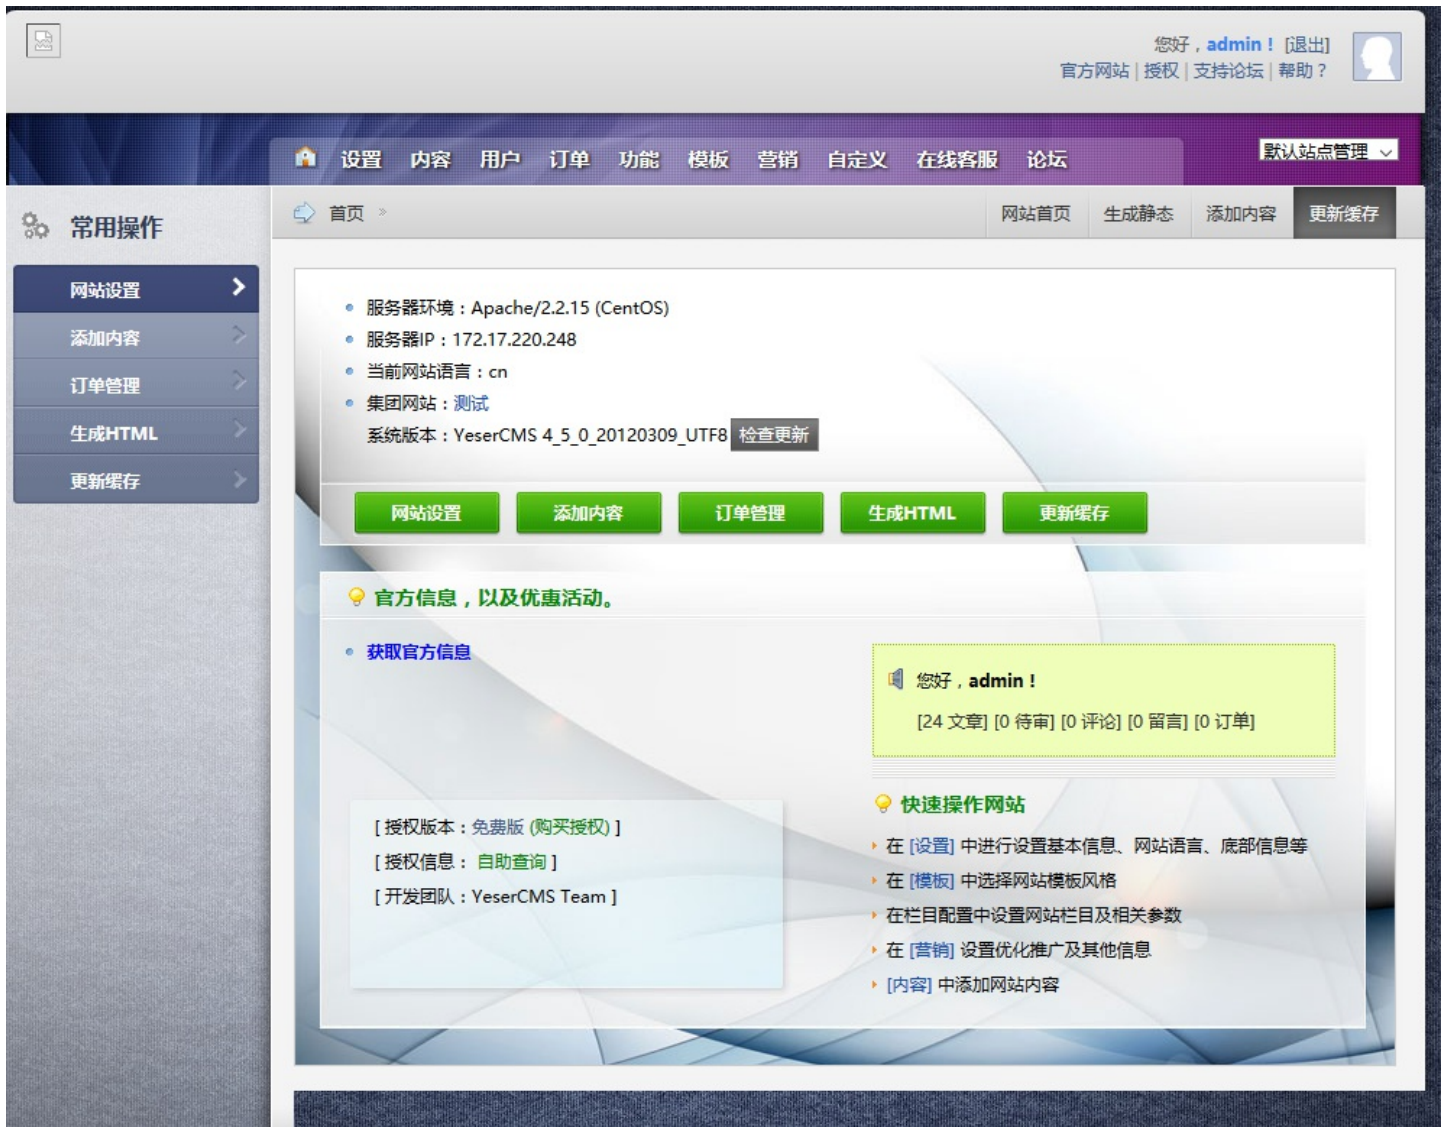 您好，admin！ [退出]
官方网站 | 授权 | 支持论坛 | 帮助？
设置 内容 用户 订单 功能 模板 营销 自定义 在线客服 论坛
默认站点管理
常用操作
首页 »
网站首页 生成静态 添加内容 更新缓存
网站设置
添加内容
订单管理
生成HTML
更新缓存
服务器环境：Apache/2.2.15 (CentOS)
服务器IP：172.17.220.248
当前网站语言：cn
集团网站：测试
系统版本：YeserCMS 4_5_0_20120309_UTF8 检查更新
网站设置 添加内容 订单管理 生成HTML 更新缓存
官方信息，以及优惠活动。
获取官方信息
您好，admin！
[24 文章] [0 待审] [0 评论] [0 留言] [0 订单]
[ 授权版本：免费版 (购买授权) ]
[ 授权信息： 自助查询 ]
[ 开发团队：YeserCMS Team ]
快速操作网站
在 [设置] 中进行设置基本信息、网站语言、底部信息等
在 [模板] 中选择网站模板风格
在栏目配置中设置网站栏目及相关参数
在 [营销] 设置优化推广及其他信息
[内容] 中添加网站内容